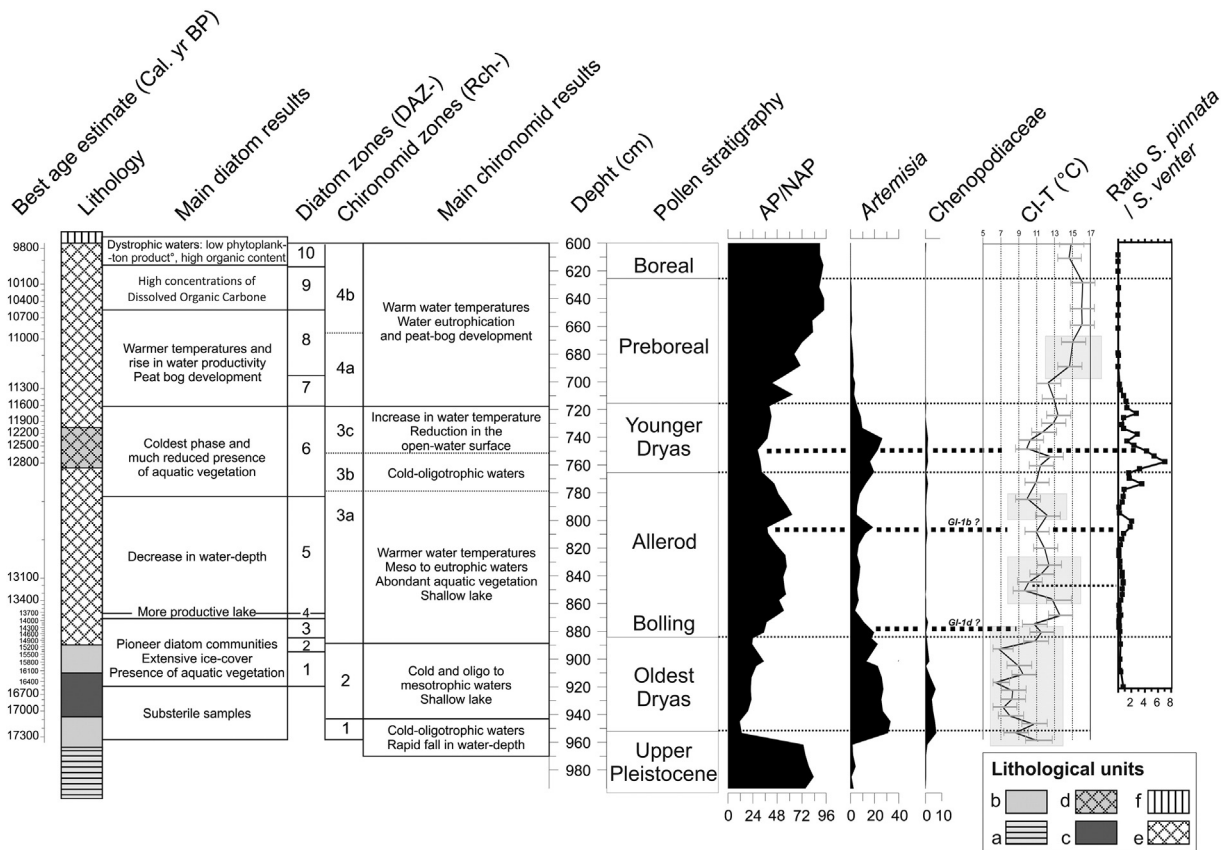 Best age estimate (Cal. yr BP)
Lithology
Main diatom results
Diatom zones (DAZ-)
Chironomid zones (Rch-)
Main chironomid results
Depht (cm)
Pollen stratigraphy
AP/NAP
Artemisia
Chenopodiaceae
CI-T (°C)
Ratio S. pinnata
/ S. venter
5 7 9 11 13 15 17
9800
10100
10400
10700
11000
11300
11600
11900
12200
12500
12800
13100
13400
13700
14000
14300
14600
14900
15200
15500
15800
16100
16400
16700
17000
17300
Dystrophic waters: low phytoplank-
-ton product°, high organic content
High concentrations of
Dissolved Organic Carbone
Warmer temperatures and
rise in water productivity
Peat bog development
Coldest phase and
much reduced presence
of aquatic vegetation
Decrease in water-depth
More productive lake
Pioneer diatom communities
Extensive ice-cover
Presence of aquatic vegetation
Substerile samples
10
9
8
7
6
5
4
3
2
1
4b
4a
3c
3b
3a
2
1
Warm water temperatures
Water eutrophication
and peat-bog development
Increase in water temperature
Reduction in the
open-water surface
Cold-oligotrophic waters
Warmer water temperatures
Meso to eutrophic waters
Abondant aquatic vegetation
Shallow lake
Cold and oligo to
mesotrophic waters
Shallow lake
Cold-oligotrophic waters
Rapid fall in water-depth
600
620
640
660
680
700
720
740
760
780
800
820
840
860
880
900
920
940
960
980
Boreal
Preboreal
Younger
Dryas
Allerod
Bolling
Oldest
Dryas
Upper
Pleistocene
GI-1b ?
GI-1d ?
0 24 48 72 96
0 20 40
0 10
2 4 6 8
Lithological units
b d f
a c e